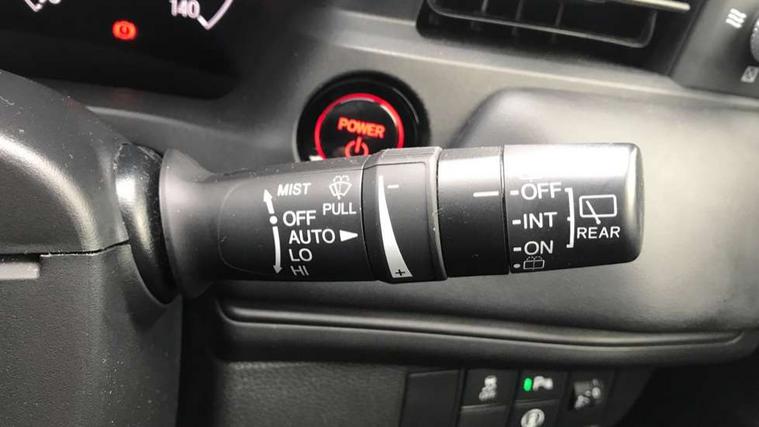 140
POWER
MIST
PULL
OFF
AUTO
LO
HI
−
+
OFF
INT
ON
REAR